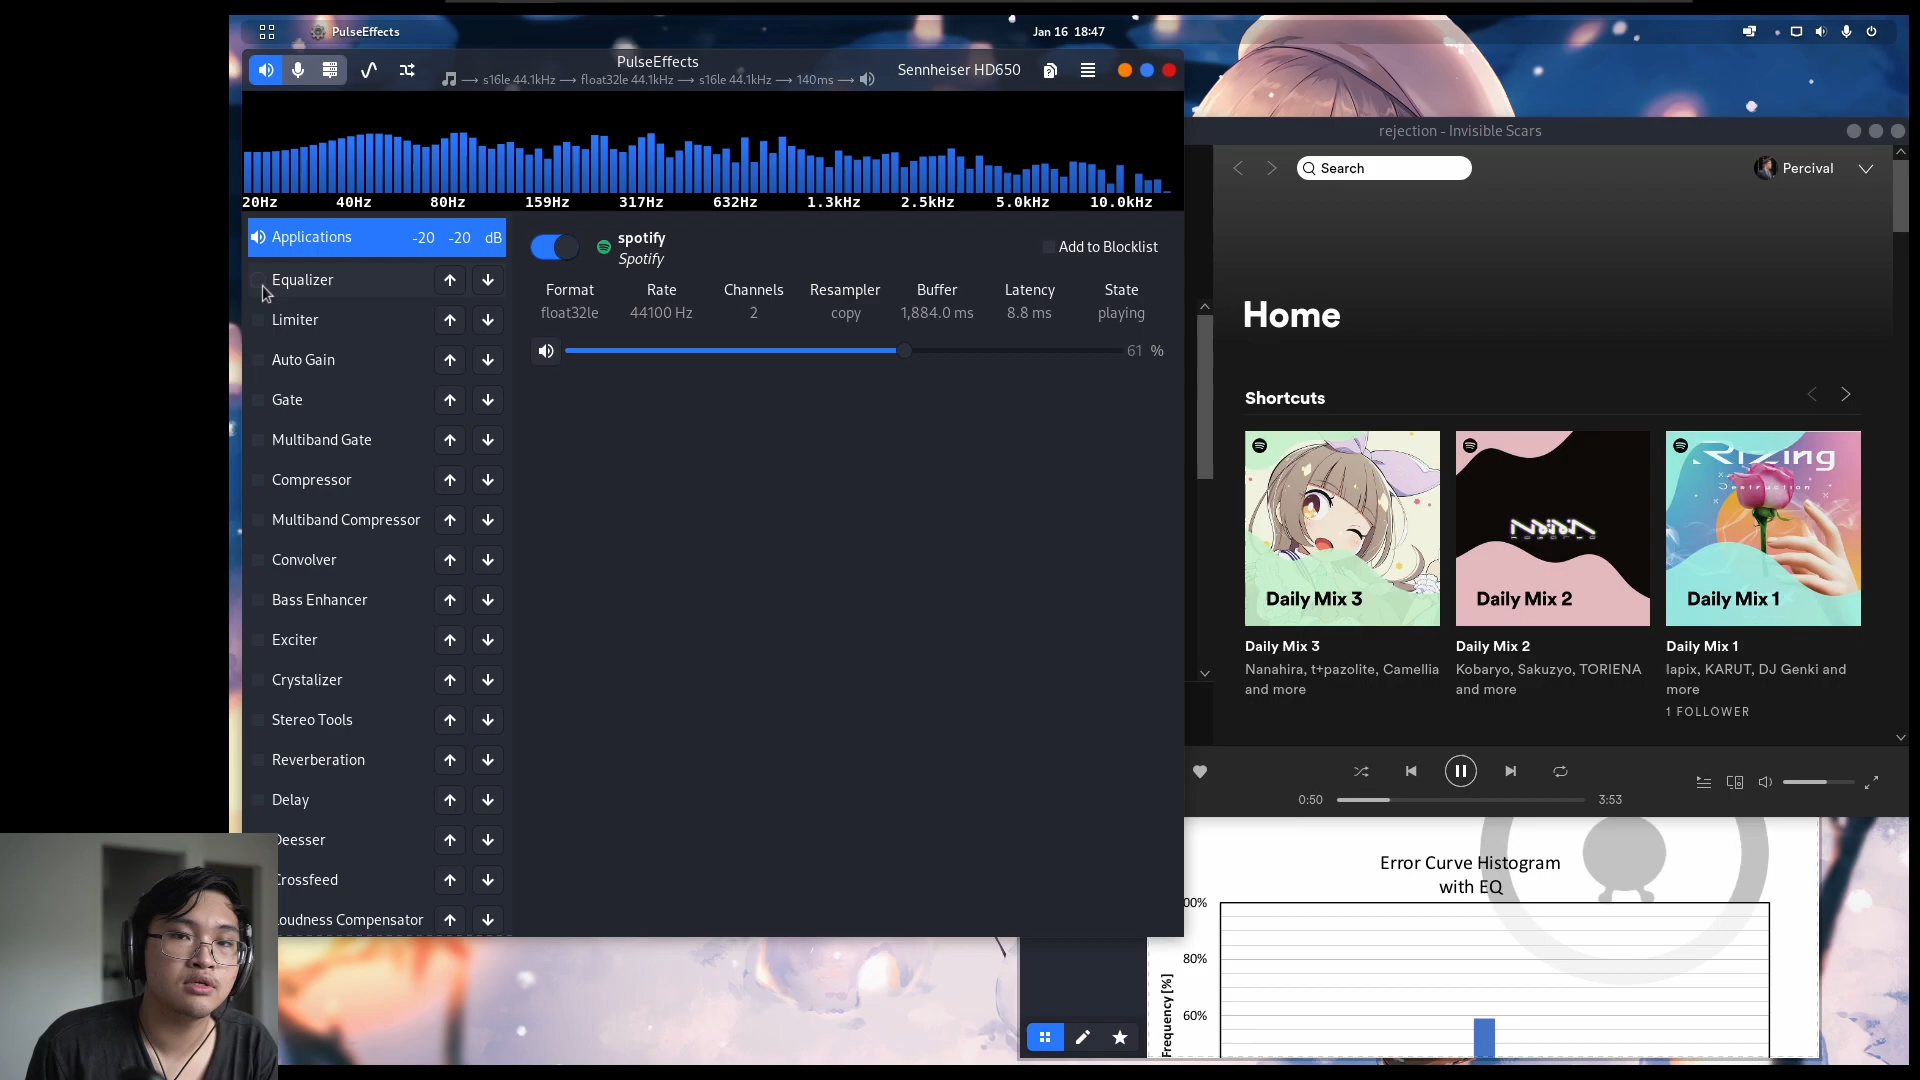 PulseEffects
Jan 16 18:47
PulseEffects
s16le 44.1kHz ⟶ float32le 44.1kHz ⟶ s16le 44.1kHz ⟶ 140ms ⟶
Sennheiser HD650
20Hz 40Hz 80Hz 159Hz 317Hz 632Hz 1.3kHz 2.5kHz 5.0kHz 10.0kHz
Applications -20 -20 dB
Equalizer
Limiter
Auto Gain
Gate
Multiband Gate
Compressor
Multiband Compressor
Convolver
Bass Enhancer
Exciter
Crystalizer
Stereo Tools
Reverberation
Delay
Deesser
Crossfeed
Loudness Compensator
spotify
Spotify
Add to Blocklist
Format Rate Channels Resampler Buffer Latency State
float32le 44100 Hz 2 copy 1,884.0 ms 8.8 ms playing
61 %
rejection - Invisible Scars
Search
Percival
Home
Shortcuts
Daily Mix 3
Daily Mix 2
Rizing
Destruction
Daily Mix 1
Daily Mix 3
Nanahira, t+pazolite, Camellia
and more
Daily Mix 2
Kobaryo, Sakuzyo, TORIENA
and more
Daily Mix 1
lapix, KARUT, DJ Genki and
more
1 FOLLOWER
0:50
3:53
Error Curve Histogram
with EQ
00%
80%
60%
Frequency [%]